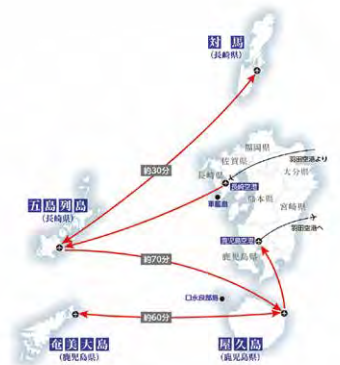 対馬
(長崎県)
福岡県
佐賀県
大分県
羽田空港より
長崎県
長崎空港
軍艦島
熊本県
宮崎県
約30分
五島列島
(長崎県)
羽田空港へ
鹿児島空港
鹿児島県
約70分
口永良部島
約60分
奄美大島
(鹿児島県)
屋久島
(鹿児島県)